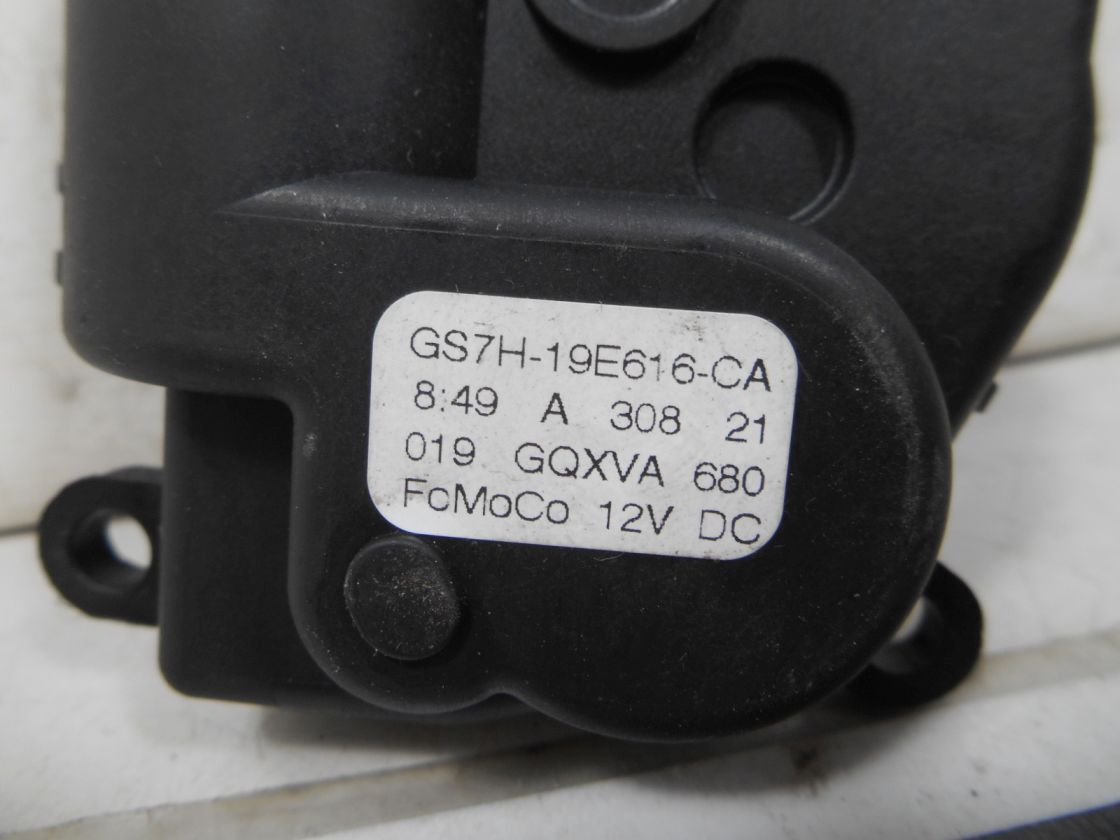 GS7H-19E616-CA
8:49 A 308 21
019 GQXVA 680
FoMoCo 12V DC